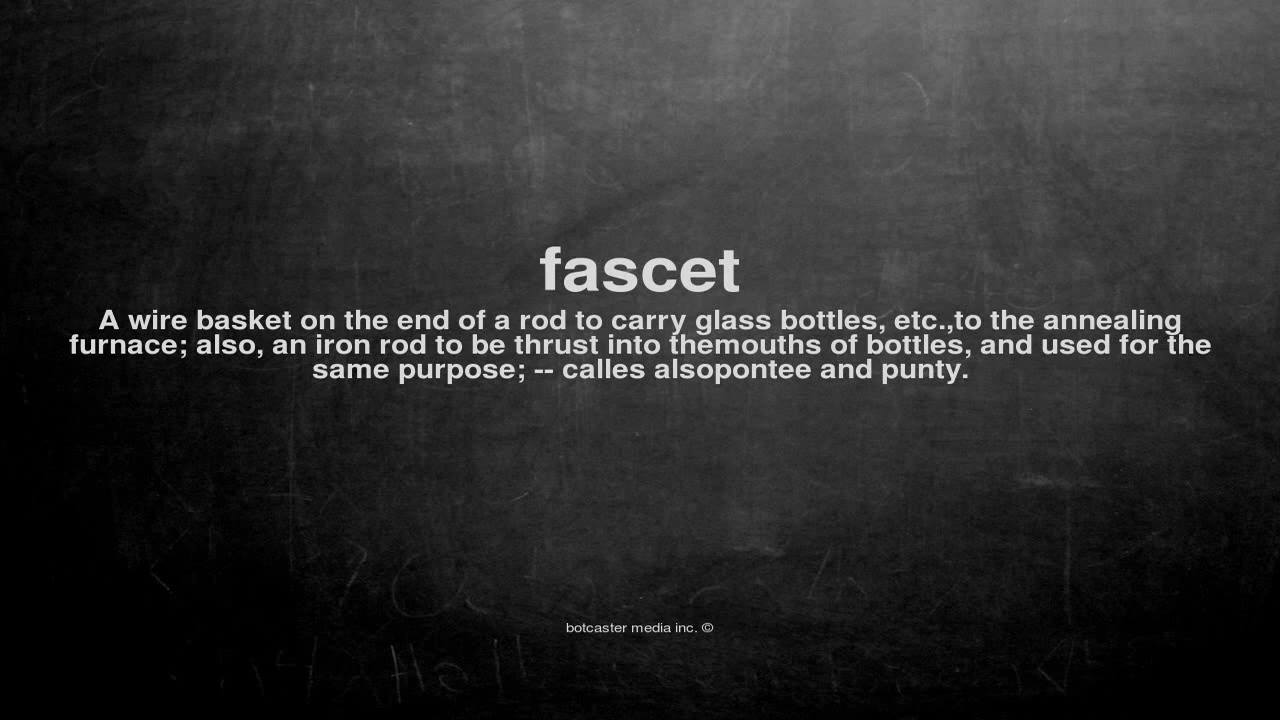 fascet
A wire basket on the end of a rod to carry glass bottles, etc.,to the annealing
furnace; also, an iron rod to be thrust into themouths of bottles, and used for the
same purpose; -- calles alsopontee and punty.
botcaster media inc. ©